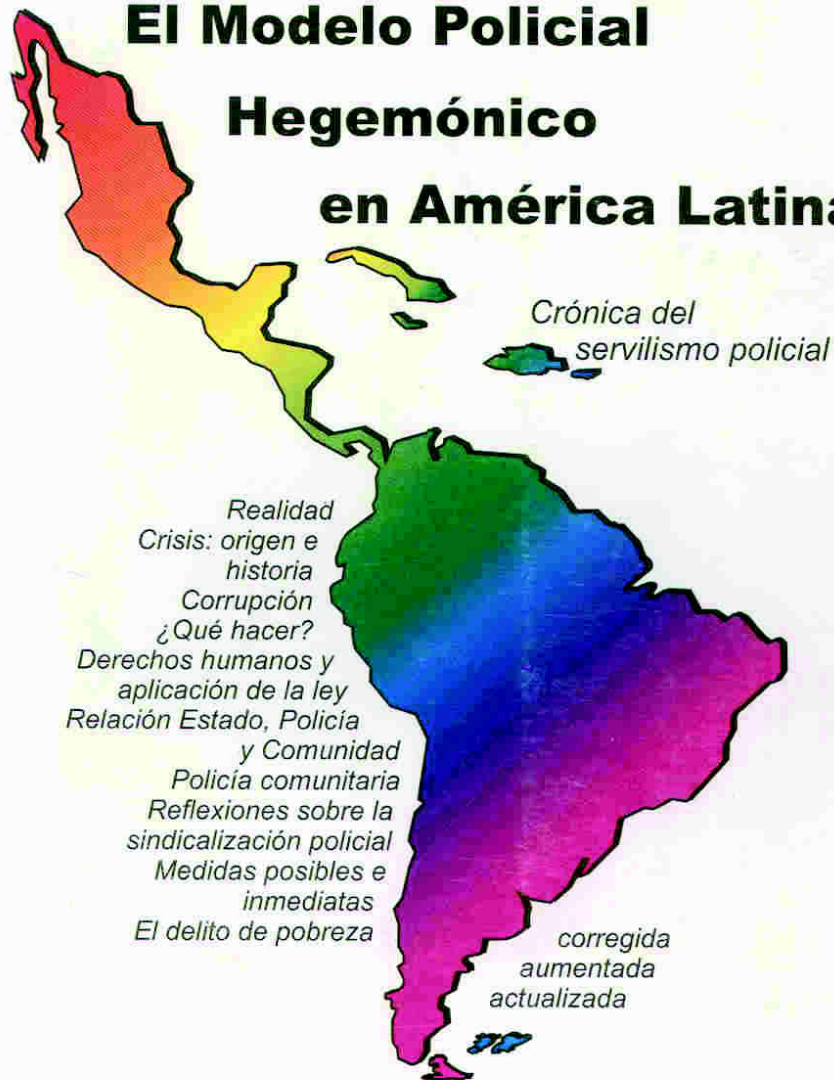 El Modelo Policial
Hegemónico
en América Latina
Crónica del
servilismo policial
Realidad
Crisis: origen e
historia
Corrupción
¿Qué hacer?
Derechos humanos y
aplicación de la ley
Relación Estado, Policía
y Comunidad
Policía comunitaria
Reflexiones sobre la
sindicalización policial
Medidas posibles e
inmediatas
El delito de pobreza
corregida
aumentada
actualizada